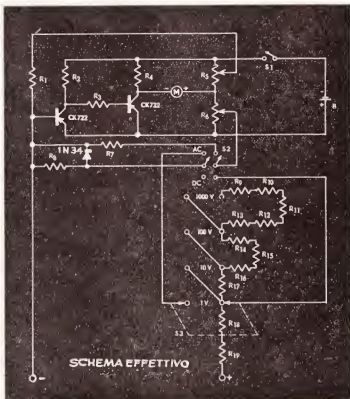 S1
R1
R2
R4
R5
R3
M
CK722
CK722
R6
B
1N34
R7
AC
S2
R8
DC
1000 V
R9
R10
R11
R13
R12
100 V
R14
R15
10 V
R16
R17
1 V
S3
R18
R19
SCHEMA EFFETTIVO
-
+